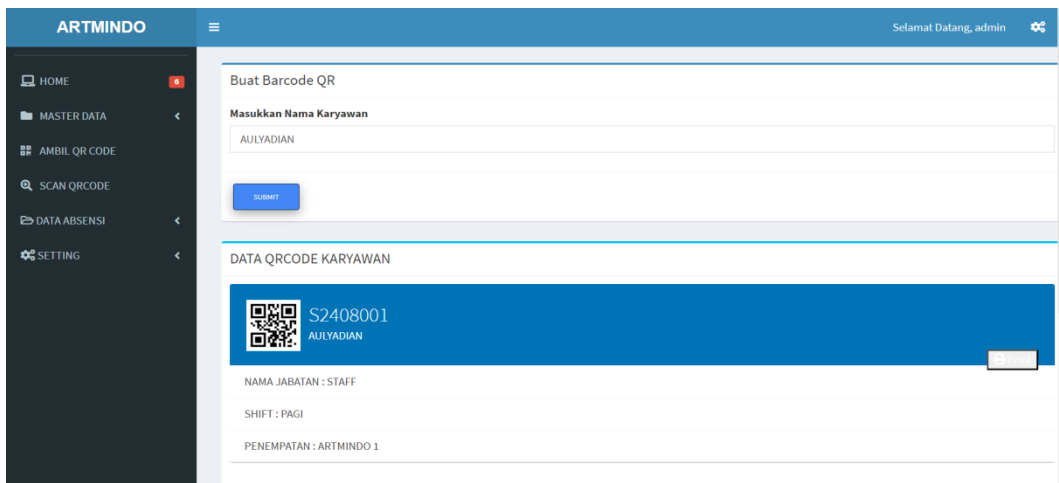 ARTMINDO
Selamat Datang, admin
HOME 6
MASTER DATA
AMBIL QR CODE
SCAN QRCODE
DATA ABSENSI
SETTING
Buat Barcode QR
Masukkan Nama Karyawan
AULYADIAN
SUBMIT
DATA QRCODE KARYAWAN
S2408001
AULYADIAN
NAMA JABATAN : STAFF
SHIFT : PAGI
PENEMPATAN : ARTMINDO 1